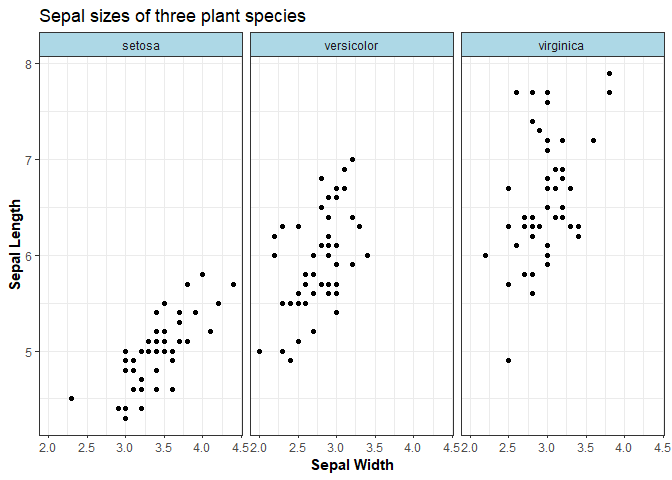 Sepal sizes of three plant species
setosa versicolor virginica
8
7
6
5
Sepal Length
2.0 2.5 3.0 3.5 4.0 4.5 2.0 2.5 3.0 3.5 4.0 4.5 2.0 2.5 3.0 3.5 4.0 4.5
Sepal Width